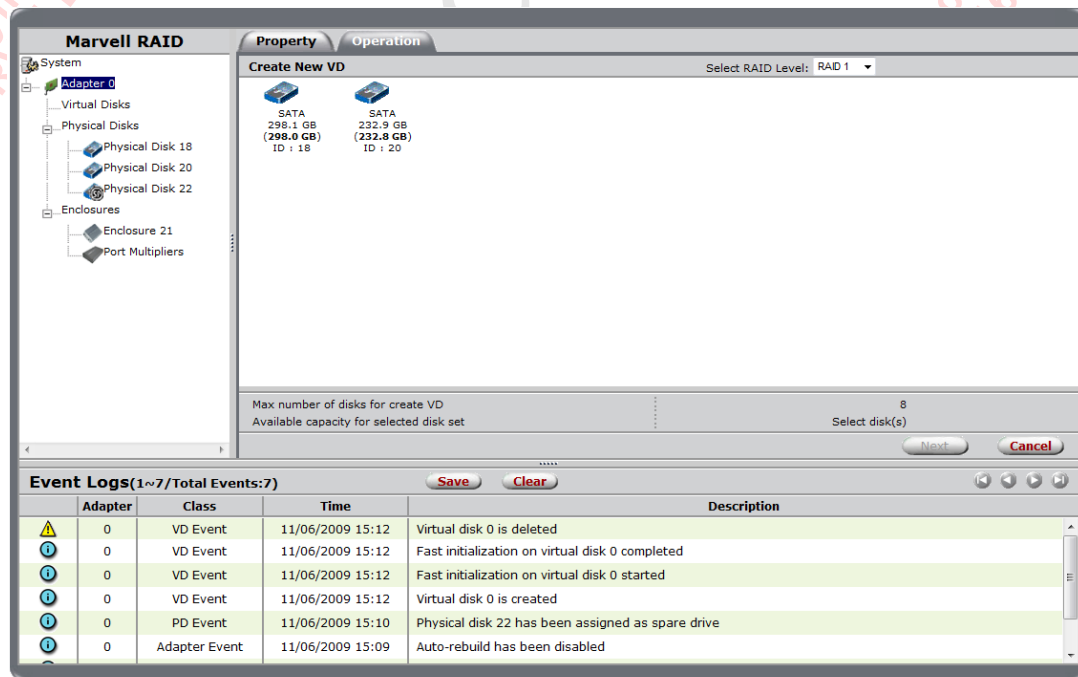 Marvell RAID
System
Adapter 0
Virtual Disks
Physical Disks
Physical Disk 18
Physical Disk 20
Physical Disk 22
Enclosures
Enclosure 21
Port Multipliers
Property Operation
Create New VD Select RAID Level: RAID 1
SATA SATA
298.1 GB 232.9 GB
(298.0 GB) (232.8 GB)
ID : 18 ID : 20
Max number of disks for create VD 8
Available capacity for selected disk set Select disk(s)
Next Cancel
Event Logs(1~7/Total Events:7) Save Clear
Adapter Class Time Description
0 VD Event 11/06/2009 15:12 Virtual disk 0 is deleted
0 VD Event 11/06/2009 15:12 Fast initialization on virtual disk 0 completed
0 VD Event 11/06/2009 15:12 Fast initialization on virtual disk 0 started
0 VD Event 11/06/2009 15:12 Virtual disk 0 is created
0 PD Event 11/06/2009 15:10 Physical disk 22 has been assigned as spare drive
0 Adapter Event 11/06/2009 15:09 Auto-rebuild has been disabled